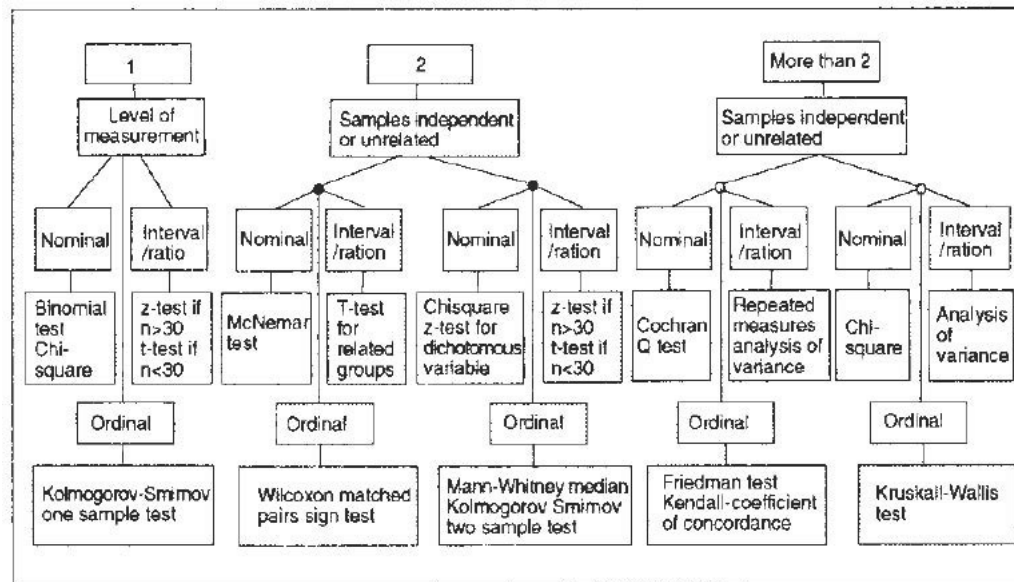 1
2
More than 2
Level of
measurement
Samples independent
or unrelated
Samples independent
or unrelated
Nominal
Interval
/ratio
Nominal
Interval
/ration
Nominal
Interval
/ration
Nominal
Interval
/ration
Nominal
Interval
/ration
Binomial
test
Chi-
square
z-test if
n>30
t-test if
n<30
McNemar
test
T-test
for
related
groups
Chisquare
z-test for
dichotomous
variable
z-test if
n>30
t-test if
n<30
Cochran
Q test
Repeated
measures
analysis of
variance
Chi-
square
Analysis
of
variance
Ordinal
Ordinal
Ordinal
Ordinal
Ordinal
Kolmogorov-Smirnov
one sample test
Wilcoxon matched
pairs sign test
Mann-Whitney median
Kolmogorov Smirnov
two sample test
Friedman test
Kendall-coefficient
of concordance
Kruskall-Wallis
test